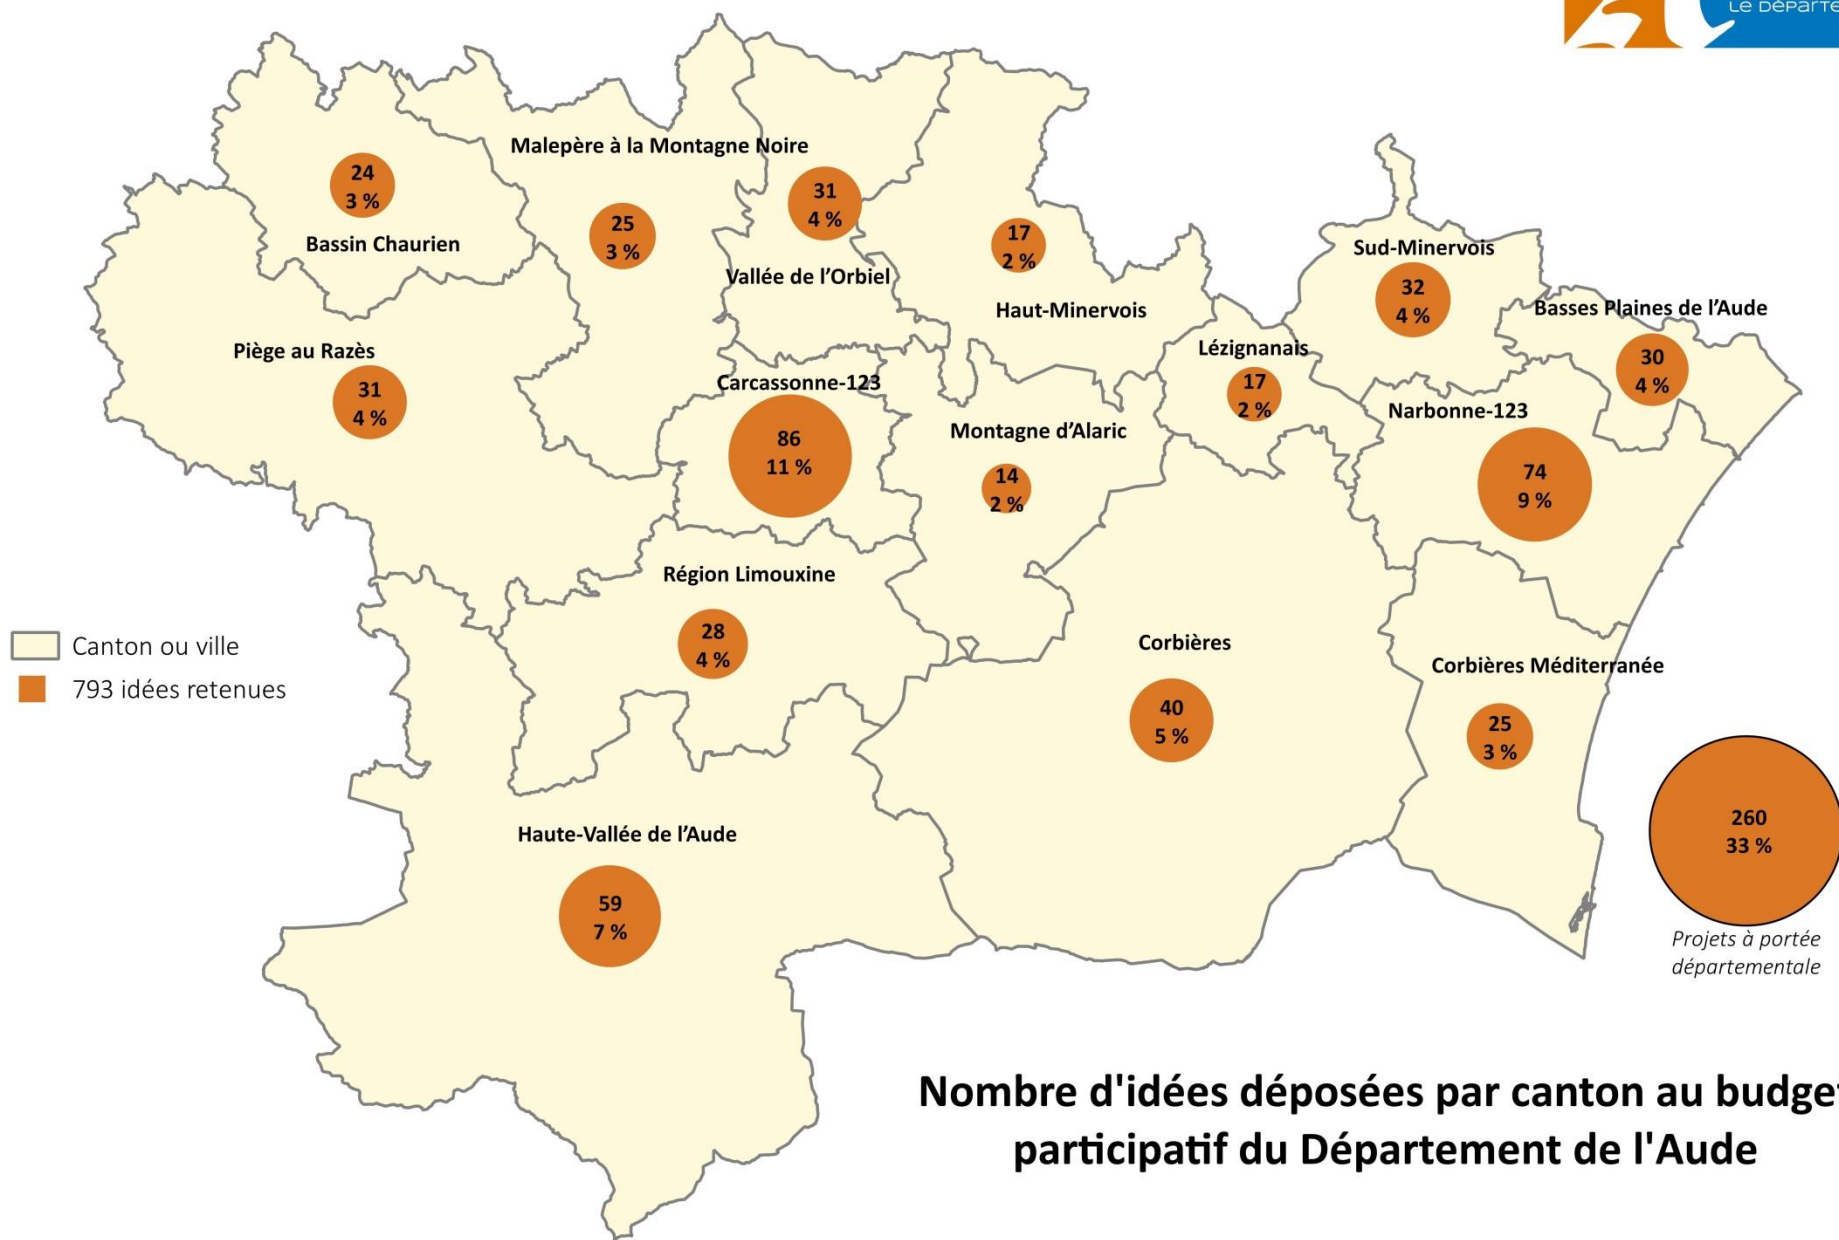 Malepère à la Montagne Noire
24
3 %
Bassin Chaurien
25
3 %
31
4 %
Vallée de l'Orbiel
17
2 %
Haut-Minervois
Sud-Minervois
32
4 %
Basses Plaines de l'Aude
30
4 %
Piège au Razès
31
4 %
Carcassonne-123
86
11 %
Lézignanais
17
2 %
Narbonne-123
74
9 %
Montagne d'Alaric
14
2 %
Région Limouxine
28
4 %
Corbières
40
5 %
Corbières Méditerranée
25
3 %
Haute-Vallée de l'Aude
59
7 %
Canton ou ville
793 idées retenues
260
33 %
Projets à portée
départementale
Nombre d'idées déposées par canton au budget
participatif du Département de l'Aude